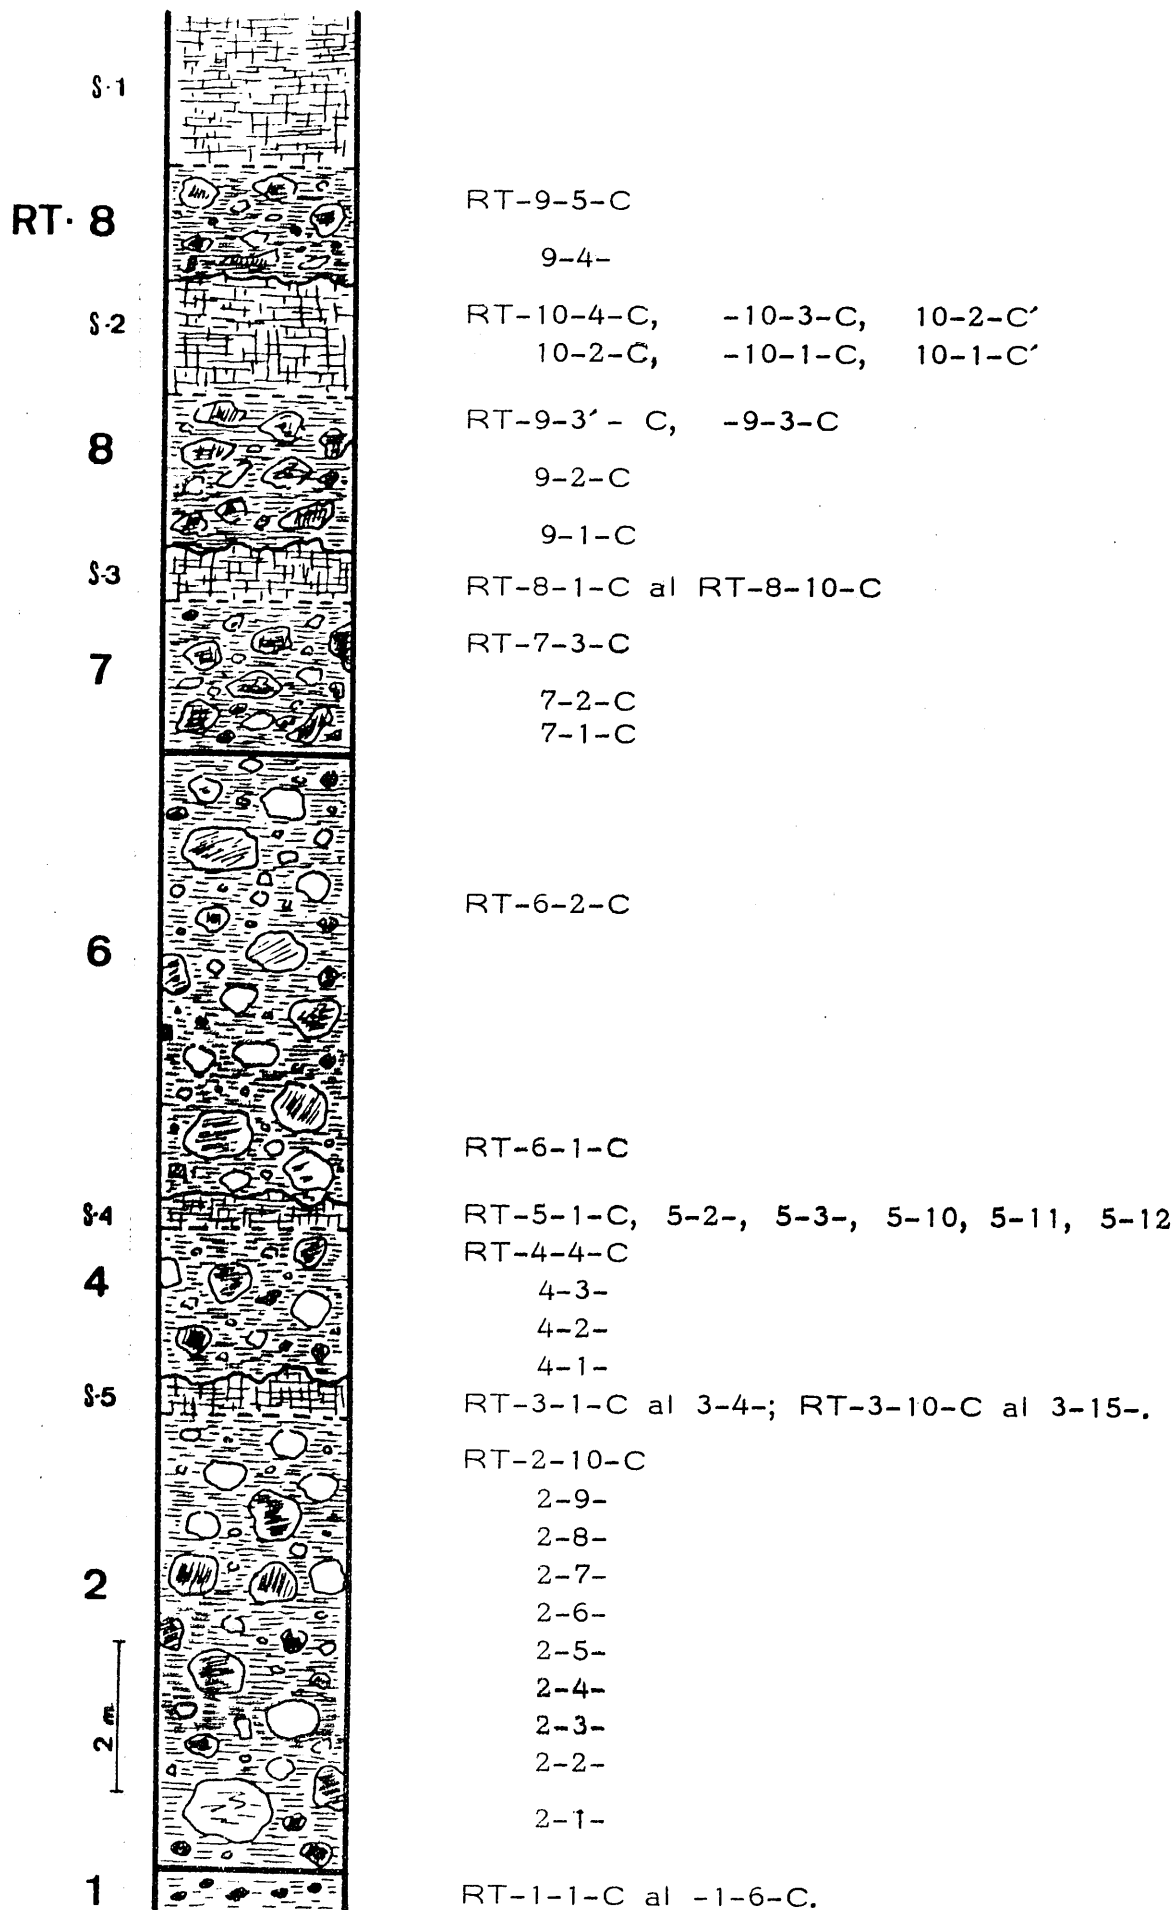 S-1
RT-9-5-C
RT· 8
9-4-
S-2 RT-10-4-C, -10-3-C, 10-2-C´
10-2-C, -10-1-C, 10-1-C´
RT-9-3´- C, -9-3-C
8
9-2-C
9-1-C
S-3 RT-8-1-C al RT-8-10-C
RT-7-3-C
7
7-2-C
7-1-C
RT-6-2-C
6
RT-6-1-C
S-4 RT-5-1-C, 5-2-, 5-3-, 5-10, 5-11, 5-12
RT-4-4-C
4 4-3-
4-2-
4-1-
S-5 RT-3-1-C al 3-4-; RT-3-10-C al 3-15-.
RT-2-10-C
2-9-
2-8-
2 2-7-
2-6-
2-5-
2-4-
2 m 2-3-
2-2-
2-1-
1 RT-1-1-C al -1-6-C.